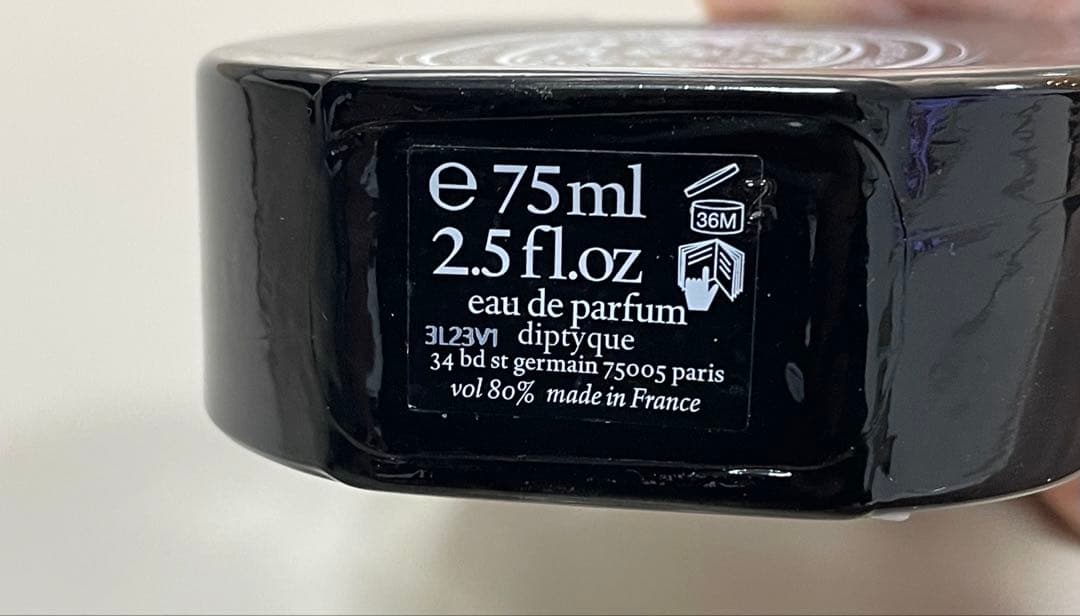 ℮ 75ml
36M
2.5 fl.oz
eau de parfum
3L23V1 diptyque
34 bd st germain 75005 paris
vol 80% made in France